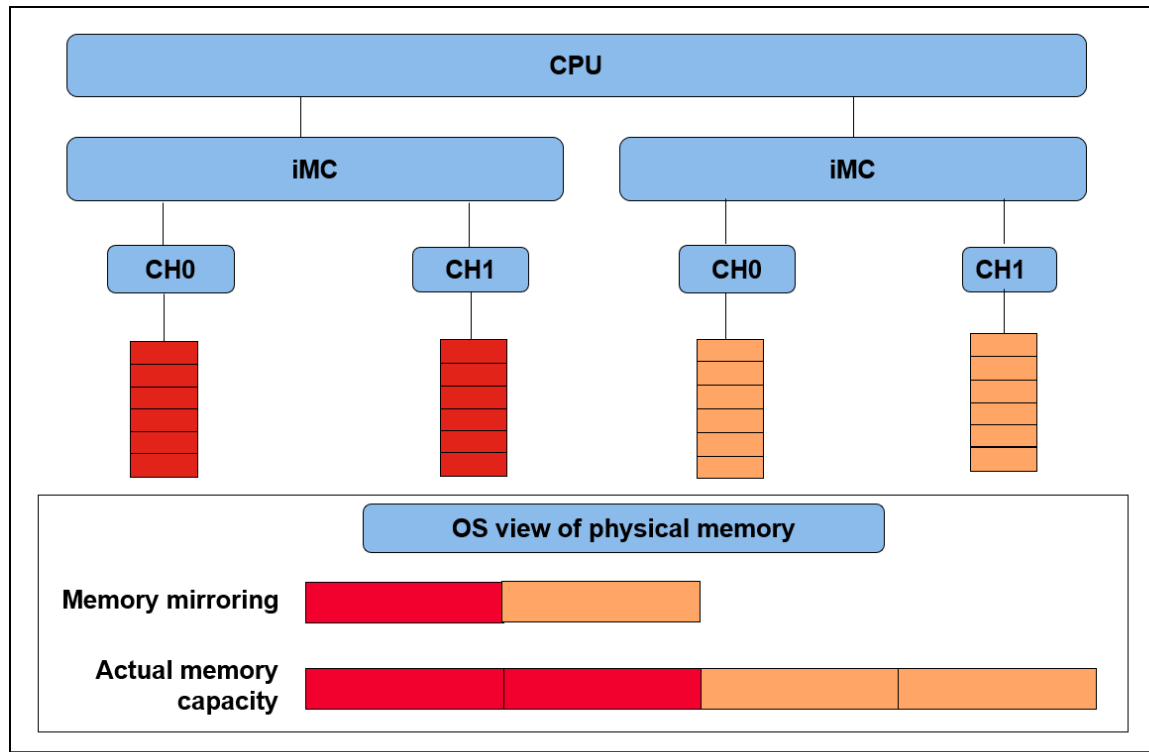 CPU
iMC
iMC
CH0
CH1
CH0
CH1
OS view of physical memory
Memory mirroring
Actual memory
capacity